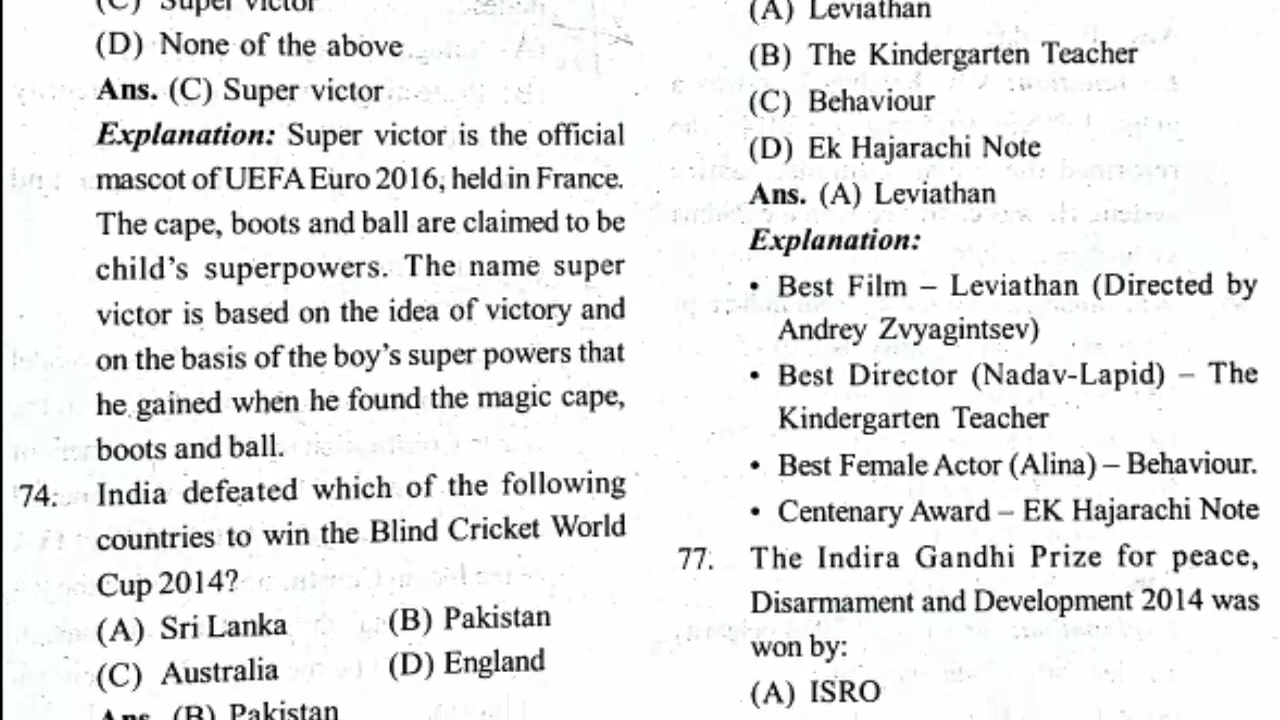 (C) Super victor
(D) None of the above
Ans. (C) Super victor
Explanation: Super victor is the official
mascot of UEFA Euro 2016, held in France.
The cape, boots and ball are claimed to be
child's superpowers. The name super
victor is based on the idea of victory and
on the basis of the boy's super powers that
he gained when he found the magic cape,
boots and ball.
74. India defeated which of the following
countries to win the Blind Cricket World
Cup 2014?
(A) Sri Lanka (B) Pakistan
(C) Australia (D) England
Ans. (B) Pakistan
(A) Leviathan
(B) The Kindergarten Teacher
(C) Behaviour
(D) Ek Hajarachi Note
Ans. (A) Leviathan
Explanation:
• Best Film – Leviathan (Directed by
Andrey Zvyagintsev)
• Best Director (Nadav-Lapid) – The
Kindergarten Teacher
• Best Female Actor (Alina) – Behaviour.
• Centenary Award – EK Hajarachi Note
77. The Indira Gandhi Prize for peace,
Disarmament and Development 2014 was
won by:
(A) ISRO